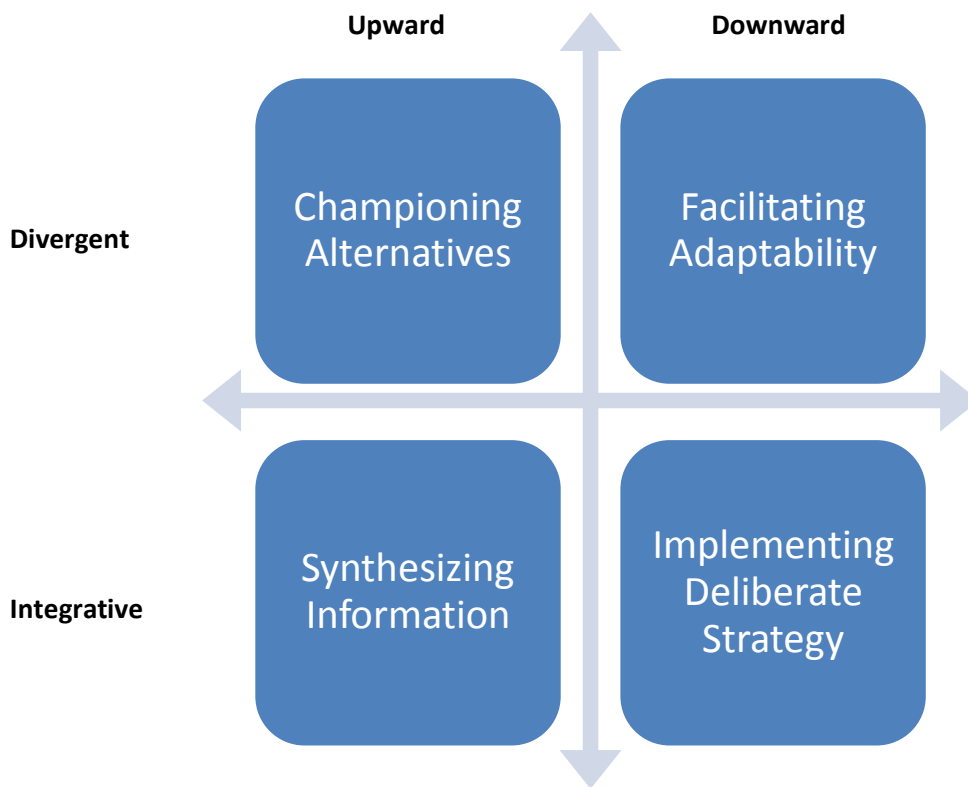 Upward
Downward
Divergent
Championing
Alternatives
Facilitating
Adaptability
Integrative
Synthesizing
Information
Implementing
Deliberate
Strategy